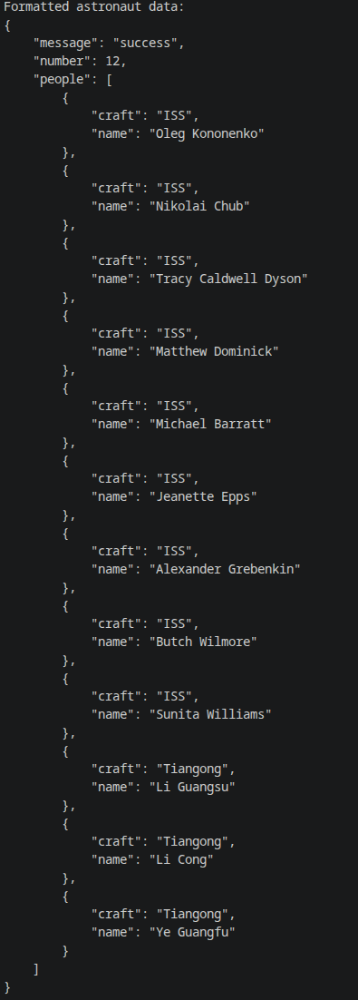 Formatted astronaut data:
{
    "message": "success",
    "number": 12,
    "people": [
        {
            "craft": "ISS",
            "name": "Oleg Kononenko"
        },
        {
            "craft": "ISS",
            "name": "Nikolai Chub"
        },
        {
            "craft": "ISS",
            "name": "Tracy Caldwell Dyson"
        },
        {
            "craft": "ISS",
            "name": "Matthew Dominick"
        },
        {
            "craft": "ISS",
            "name": "Michael Barratt"
        },
        {
            "craft": "ISS",
            "name": "Jeanette Epps"
        },
        {
            "craft": "ISS",
            "name": "Alexander Grebenkin"
        },
        {
            "craft": "ISS",
            "name": "Butch Wilmore"
        },
        {
            "craft": "ISS",
            "name": "Sunita Williams"
        },
        {
            "craft": "Tiangong",
            "name": "Li Guangsu"
        },
        {
            "craft": "Tiangong",
            "name": "Li Cong"
        },
        {
            "craft": "Tiangong",
            "name": "Ye Guangfu"
        }
    ]
}